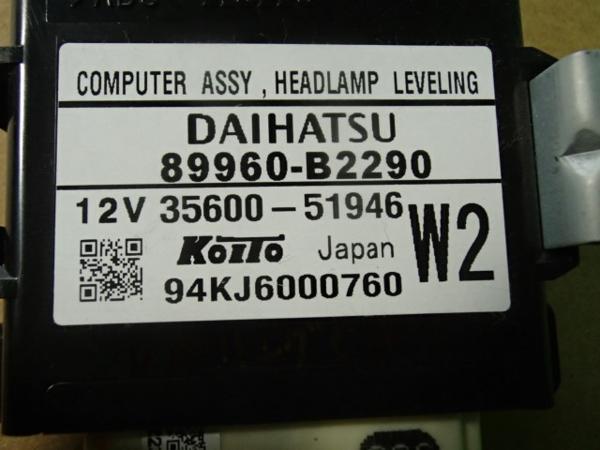 COMPUTER ASSY , HEADLAMP LEVELING
DAIHATSU
89960-B2290
12V 35600-51946
KOITO Japan W2
94KJ6000760